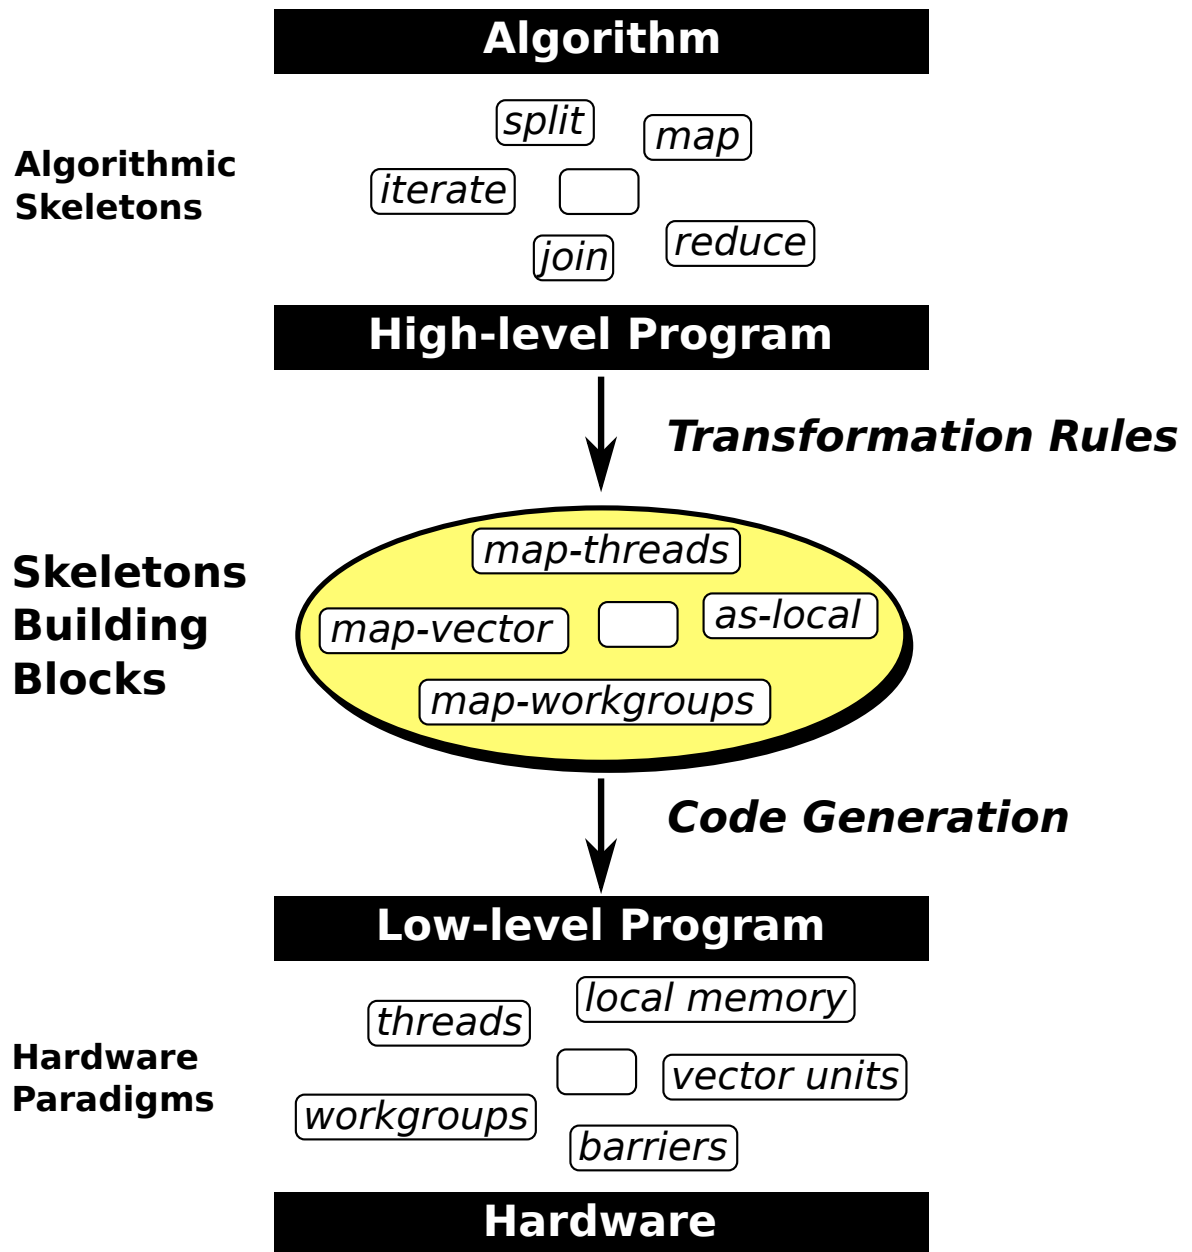 Algorithm
split
map
Algorithmic
Skeletons
iterate
join
reduce
High-level Program
Transformation Rules
Skeletons
Building
Blocks
map-threads
map-vector
as-local
map-workgroups
Code Generation
Low-level Program
Hardware
Paradigms
threads
local memory
vector units
workgroups
barriers
Hardware